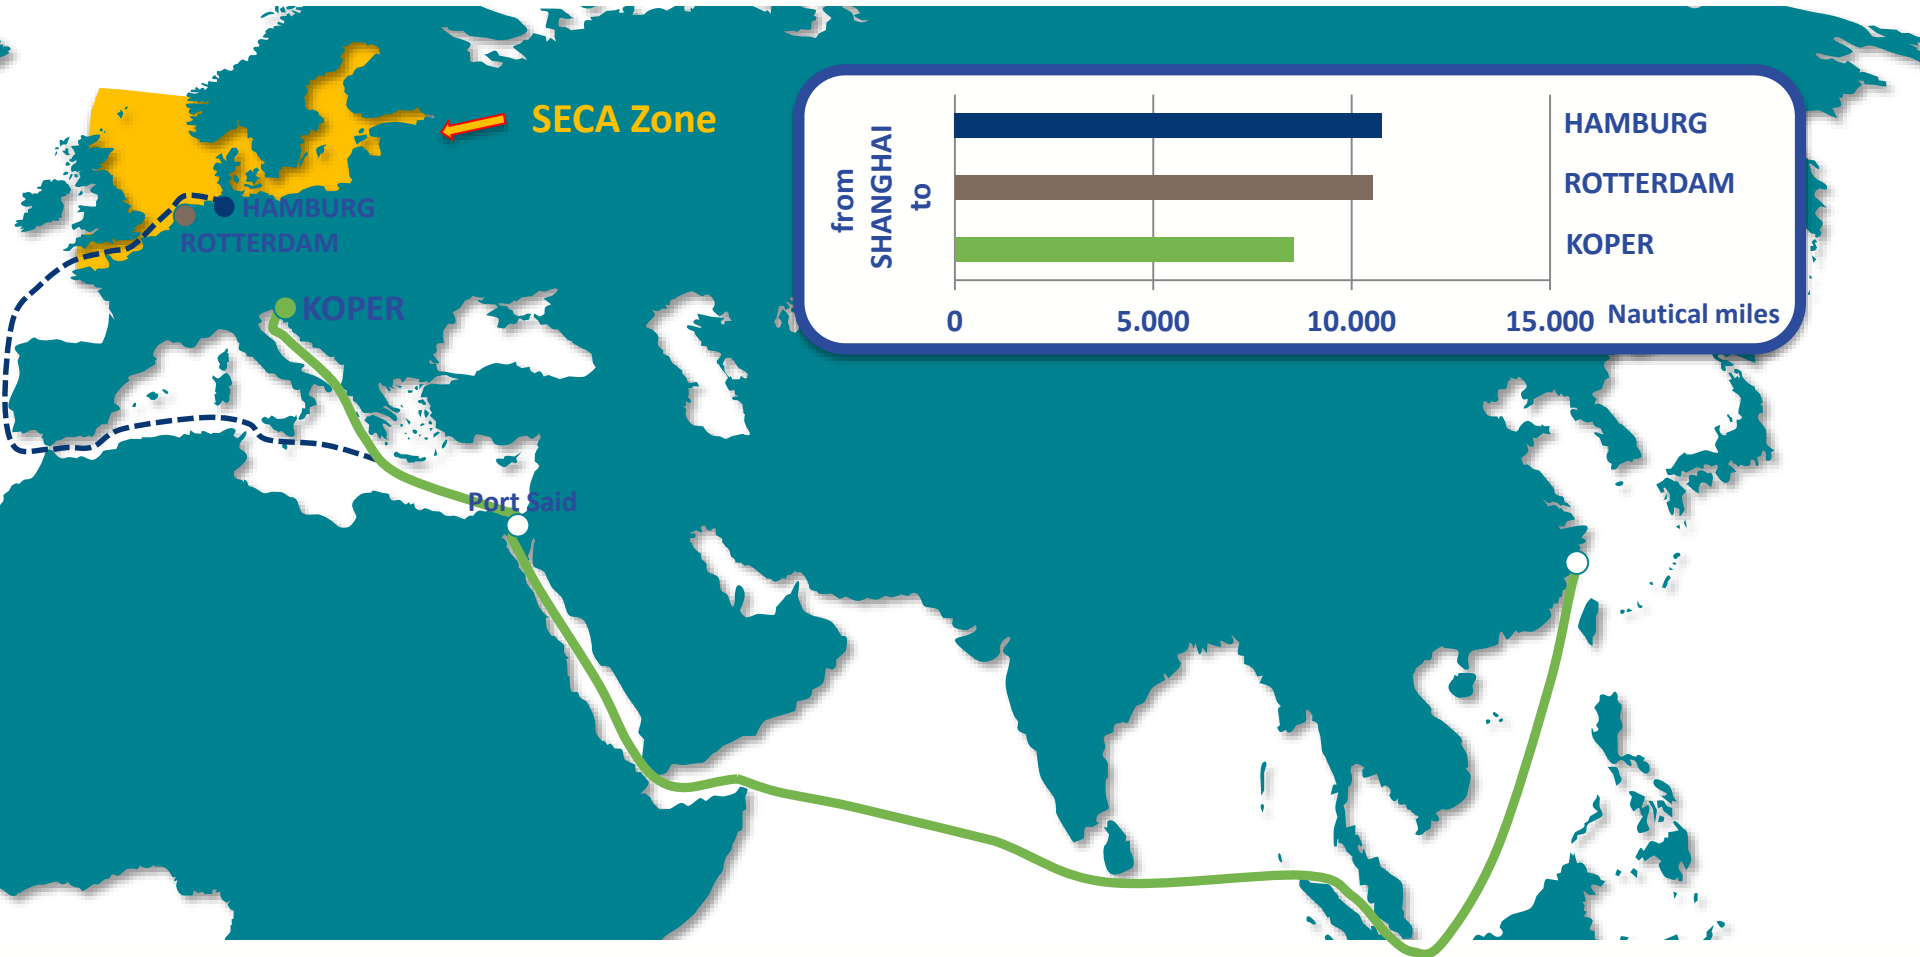 SECA Zone
HAMBURG
ROTTERDAM
KOPER
Port Said
from
SHANGHAI
to
HAMBURG
ROTTERDAM
KOPER
0 5.000 10.000 15.000 Nautical miles